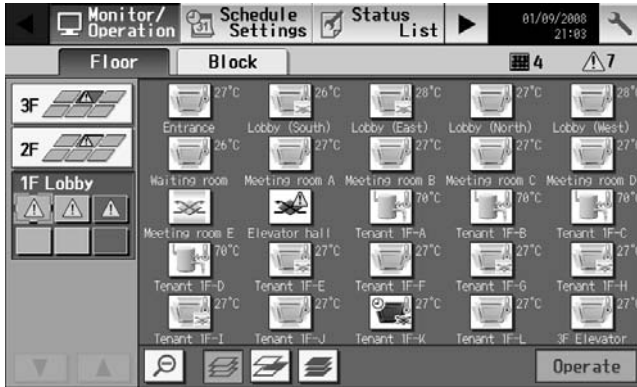 Monitor/
Operation
31
Schedule
Settings
Status
List
01/09/2008
21:03
Floor
Block
4
7
3F
2F
1F Lobby
27°C 26°C 28°C 27°C 28°
Entrance Lobby (South) Lobby (East) Lobby (North) Lobby (West)
26°C 27°C 27°C 27°C 27°
Waiting room Meeting room A Meeting room B Meeting room C Meeting room D
70°C 70°C 70°
Meeting room E Elevator hall Tenant 1F-A Tenant 1F-B Tenant 1F-C
70°C 27°C 27°C 27°C 27°
Tenant 1F-D Tenant 1F-E Tenant 1F-F Tenant 1F-G Tenant 1F-H
27°C 27°C 27°C 27°C 27°
Tenant 1F-I Tenant 1F-J Tenant 1F-K Tenant 1F-L 3F Elevator
Operate